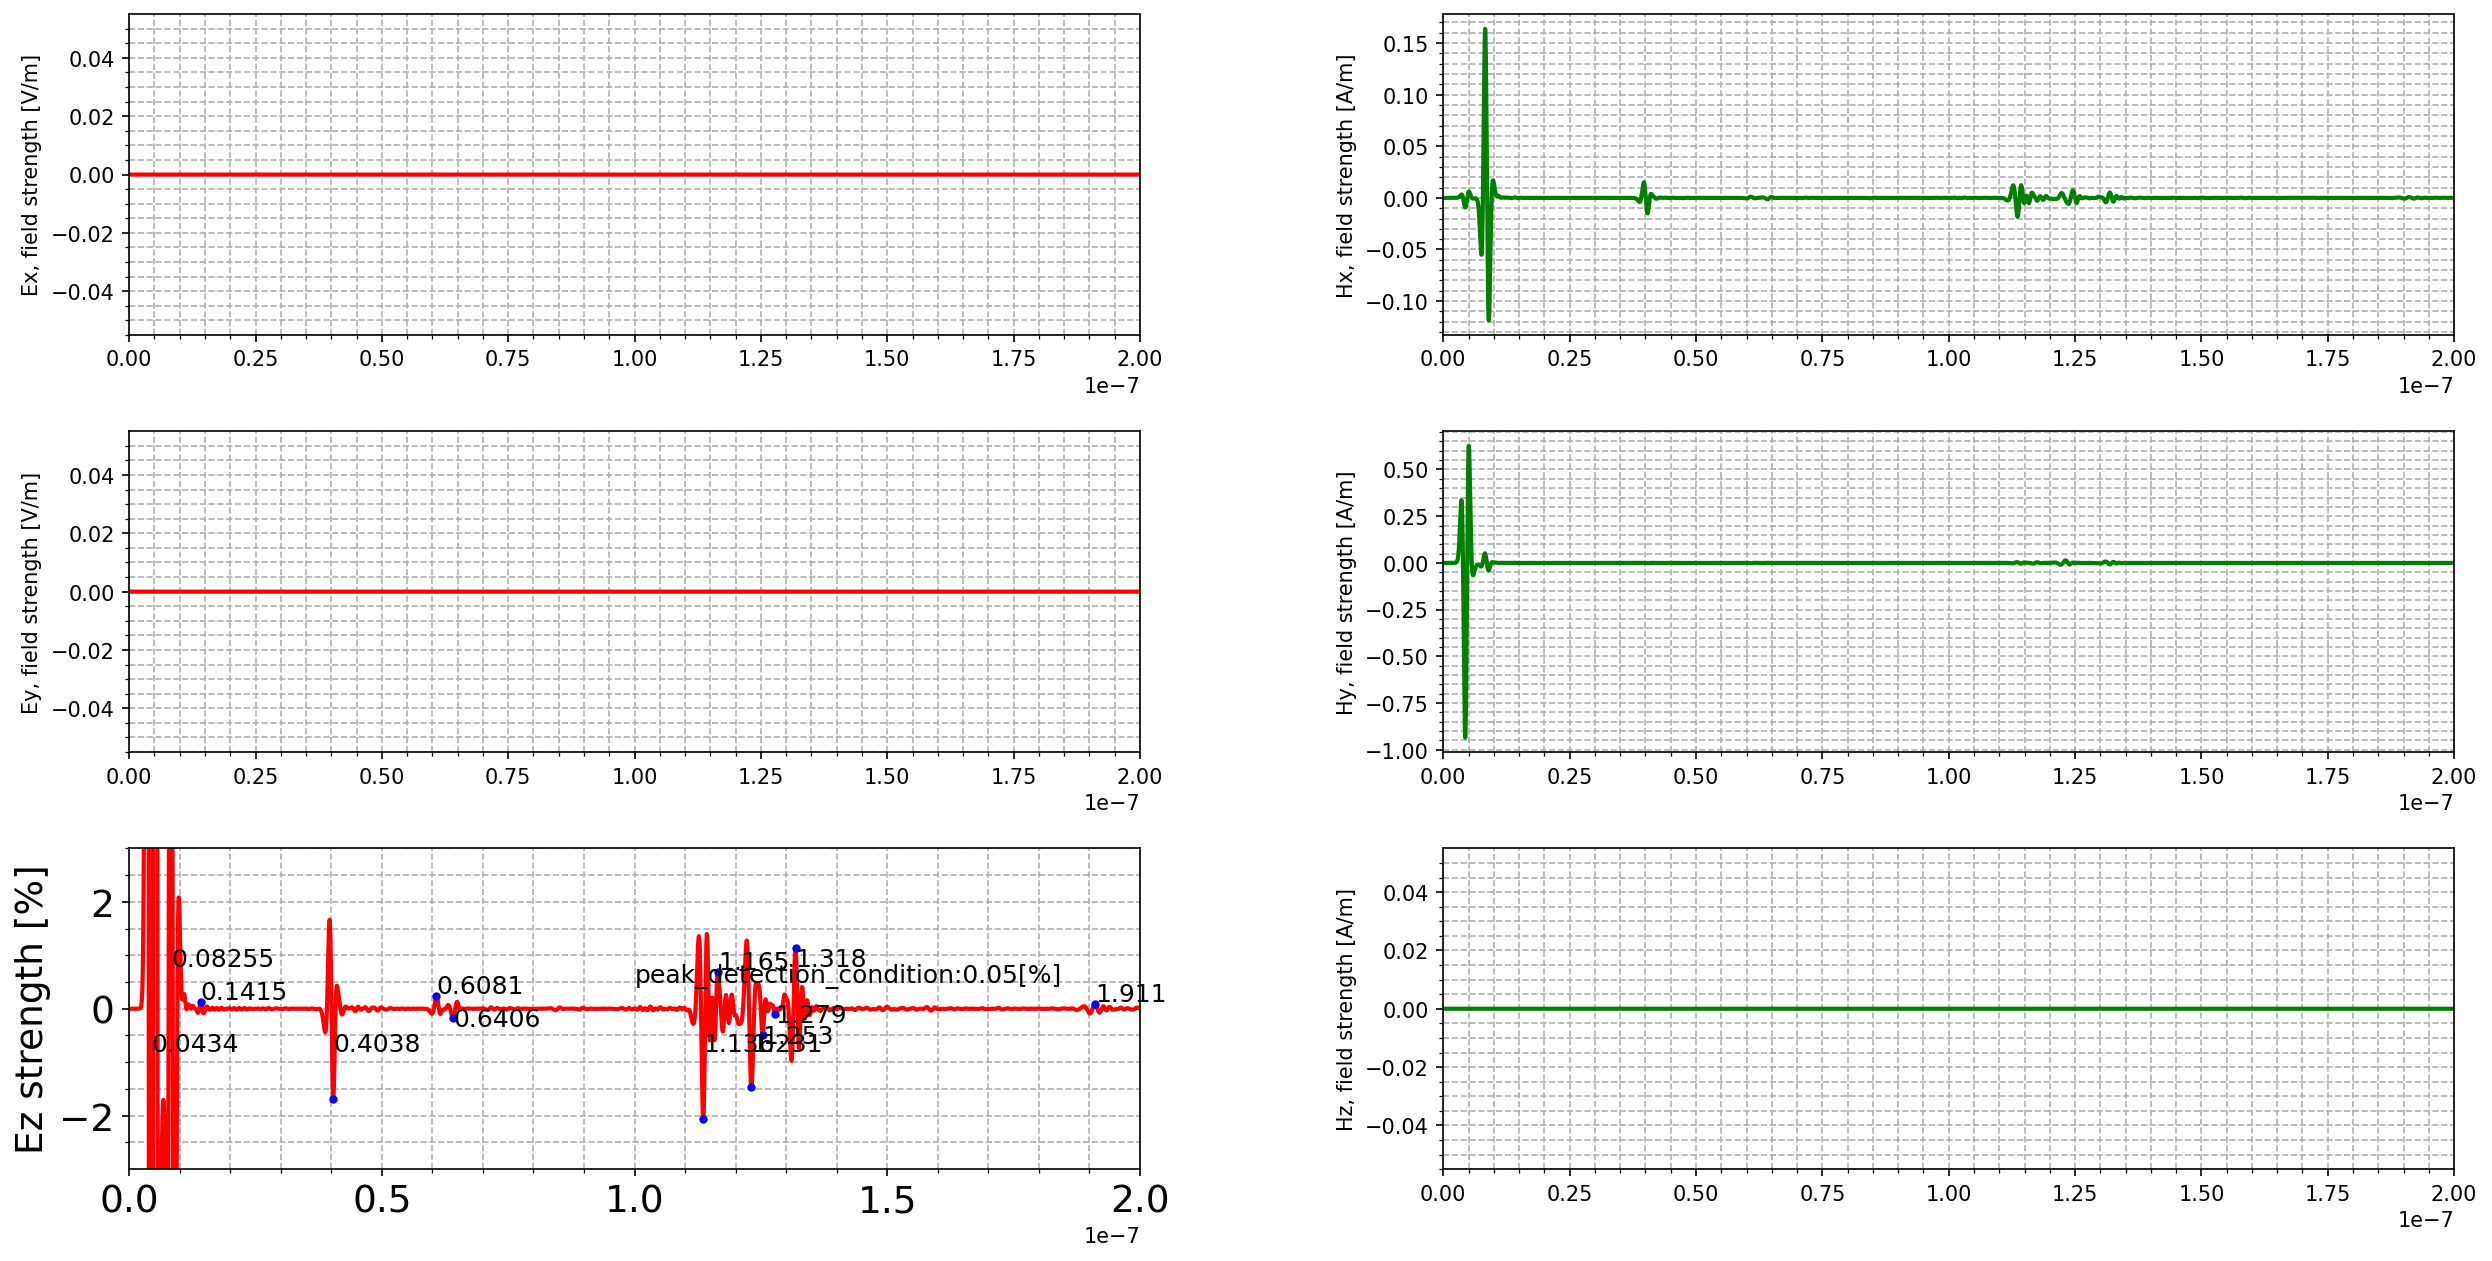 Ex, field strength [V/m]
0.04
0.02
0.00
−0.02
−0.04
0.00 0.25 0.50 0.75 1.00 1.25 1.50 1.75 2.00
1e−7
Hx, field strength [A/m]
0.15
0.10
0.05
0.00
−0.05
−0.10
0.00 0.25 0.50 0.75 1.00 1.25 1.50 1.75 2.00
1e−7
Ey, field strength [V/m]
0.04
0.02
0.00
−0.02
−0.04
0.00 0.25 0.50 0.75 1.00 1.25 1.50 1.75 2.00
1e−7
Hy, field strength [A/m]
0.50
0.25
0.00
−0.25
−0.50
−0.75
−1.00
0.00 0.25 0.50 0.75 1.00 1.25 1.50 1.75 2.00
1e−7
Ez strength [%]
2
0
−2
0.08255
0.1415
0.0434
0.4038
0.6081
0.6406
peak_detection_condition:0.05[%]
1.165
1.318
1.279
1.253
1.136
1.231
1.911
0.0 0.5 1.0 1.5 2.0
1e−7
Hz, field strength [A/m]
0.04
0.02
0.00
−0.02
−0.04
0.00 0.25 0.50 0.75 1.00 1.25 1.50 1.75 2.00
1e−7